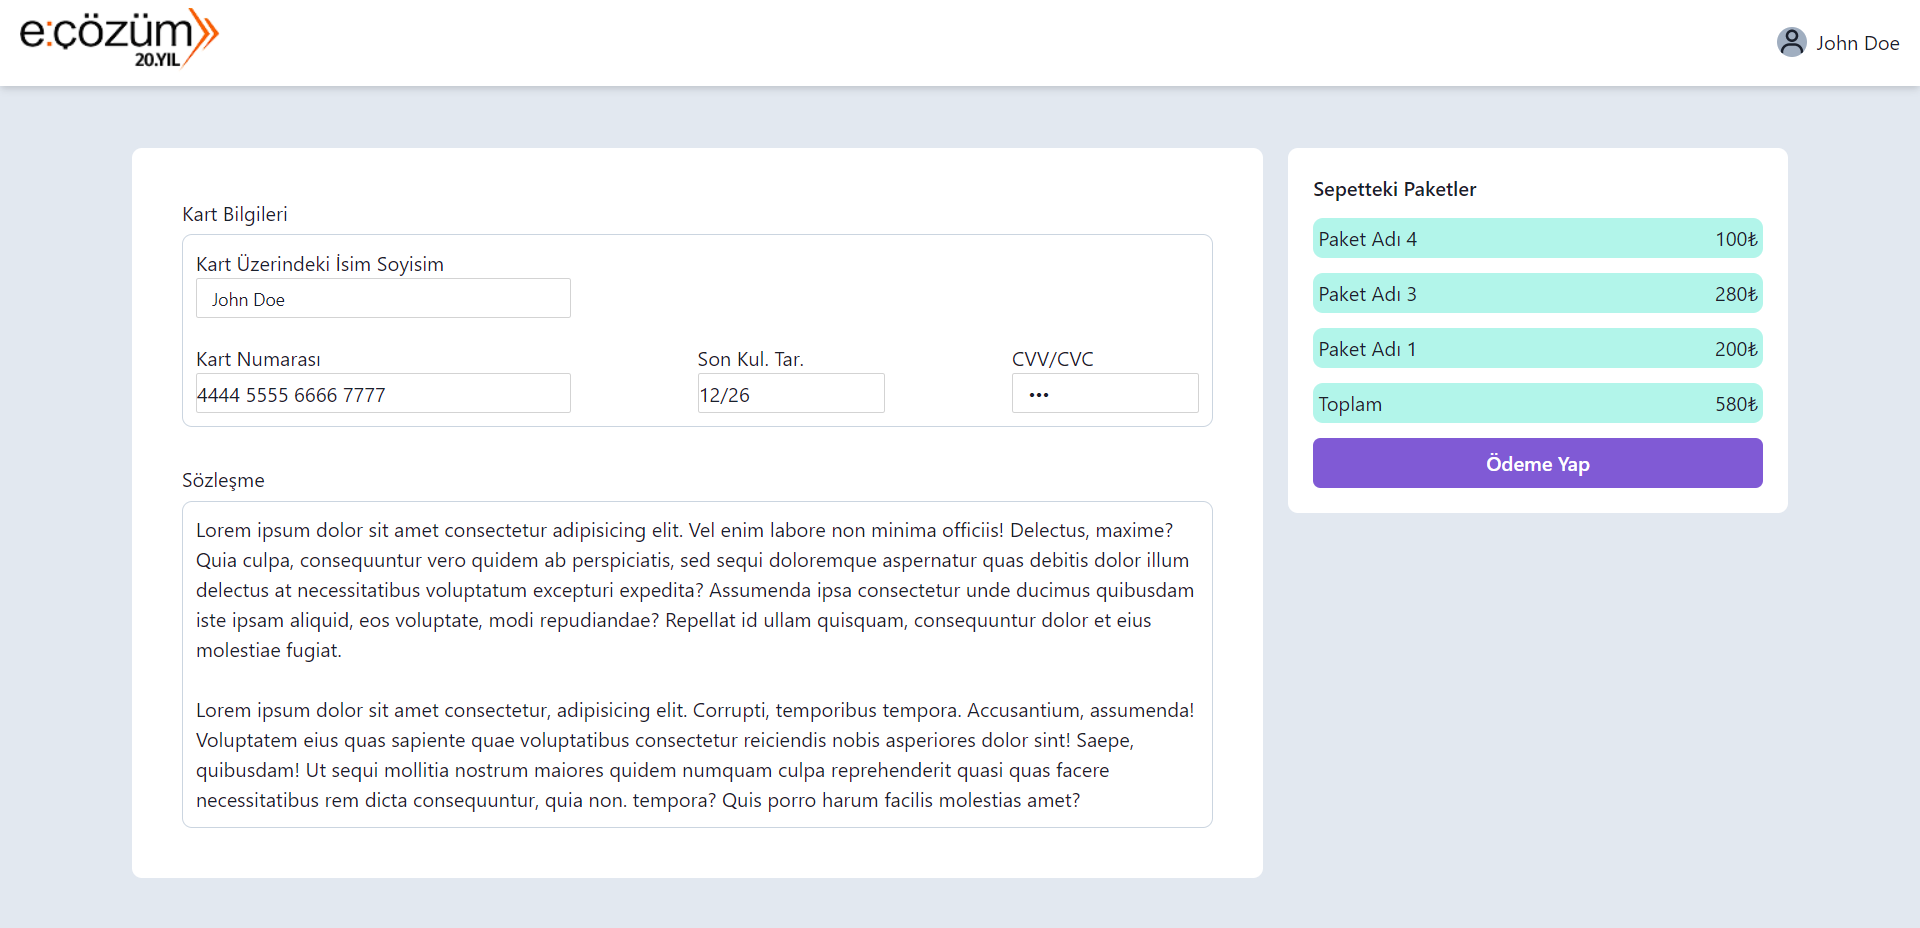 e:çözüm
20.YIL
John Doe
Kart Bilgileri
Kart Üzerindeki İsim Soyisim
John Doe
Kart Numarası
4444 5555 6666 7777
Son Kul. Tar.
12/26
CVV/CVC
•••
Sözleşme
Lorem ipsum dolor sit amet consectetur adipisicing elit. Vel enim labore non minima officiis! Delectus, maxime?
Quia culpa, consequuntur vero quidem ab perspiciatis, sed sequi doloremque aspernatur quas debitis dolor illum
delectus at necessitatibus voluptatum excepturi expedita? Assumenda ipsa consectetur unde ducimus quibusdam
iste ipsam aliquid, eos voluptate, modi repudiandae? Repellat id ullam quisquam, consequuntur dolor et eius
molestiae fugiat.
Lorem ipsum dolor sit amet consectetur, adipisicing elit. Corrupti, temporibus tempora. Accusantium, assumenda!
Voluptatem eius quas sapiente quae voluptatibus consectetur reiciendis nobis asperiores dolor sint! Saepe,
quibusdam! Ut sequi mollitia nostrum maiores quidem numquam culpa reprehenderit quasi quas facere
necessitatibus rem dicta consequuntur, quia non. tempora? Quis porro harum facilis molestias amet?
Sepetteki Paketler
Paket Adı 4 100₺
Paket Adı 3 280₺
Paket Adı 1 200₺
Toplam 580₺
Ödeme Yap